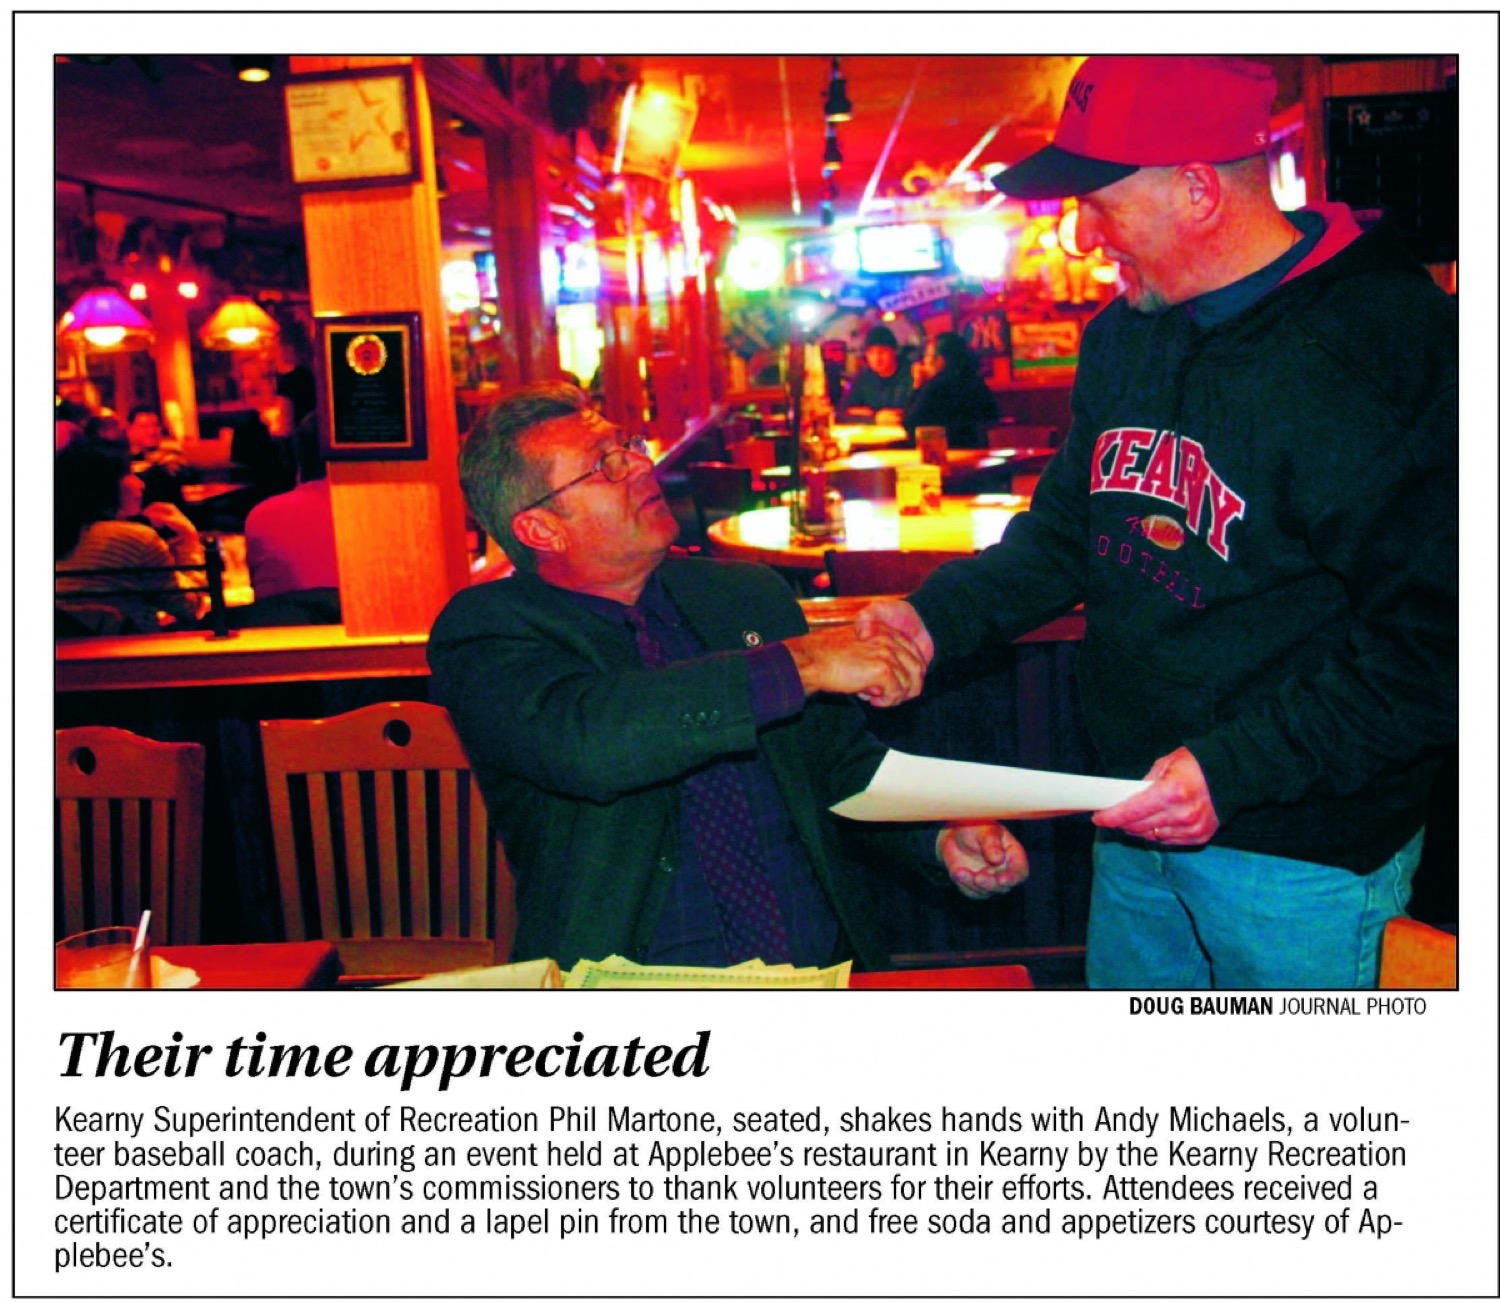 ALS
APPLEBEE'S
KEARNY
FOOTBALL
DOUG BAUMAN JOURNAL PHOTO
Their time appreciated
Kearny Superintendent of Recreation Phil Martone, seated, shakes hands with Andy Michaels, a volun-
teer baseball coach, during an event held at Applebee's restaurant in Kearny by the Kearny Recreation
Department and the town's commissioners to thank volunteers for their efforts. Attendees received a
certificate of appreciation and a lapel pin from the town, and free soda and appetizers courtesy of Ap-
plebee's.